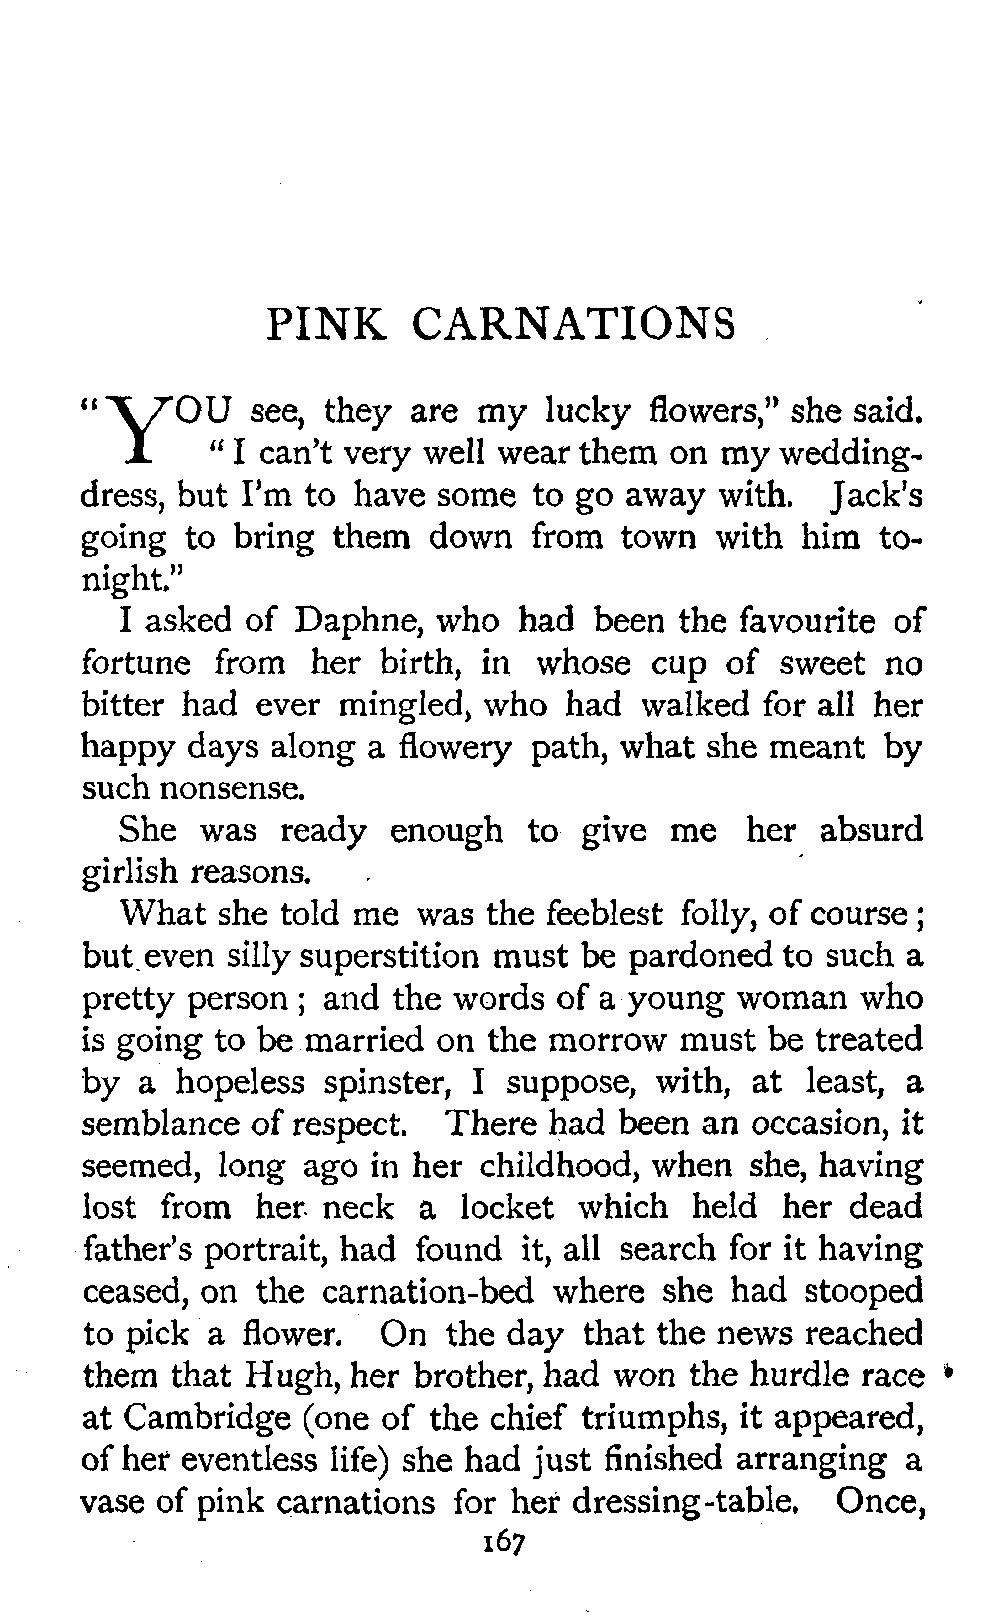 PINK CARNATIONS
"YOU see, they are my lucky flowers," she said.
"I can't very well wear them on my wedding-
dress, but I'm to have some to go away with. Jack's
going to bring them down from town with him to-
night."
I asked of Daphne, who had been the favourite of
fortune from her birth, in whose cup of sweet no
bitter had ever mingled, who had walked for all her
happy days along a flowery path, what she meant by
such nonsense.
She was ready enough to give me her absurd
girlish reasons.
What she told me was the feeblest folly, of course;
but even silly superstition must be pardoned to such a
pretty person; and the words of a young woman who
is going to be married on the morrow must be treated
by a hopeless spinster, I suppose, with, at least, a
semblance of respect. There had been an occasion, it
seemed, long ago in her childhood, when she, having
lost from her neck a locket which held her dead
father's portrait, had found it, all search for it having
ceased, on the carnation-bed where she had stooped
to pick a flower. On the day that the news reached
them that Hugh, her brother, had won the hurdle race
at Cambridge (one of the chief triumphs, it appeared,
of her eventless life) she had just finished arranging a
vase of pink carnations for her dressing-table. Once,
167